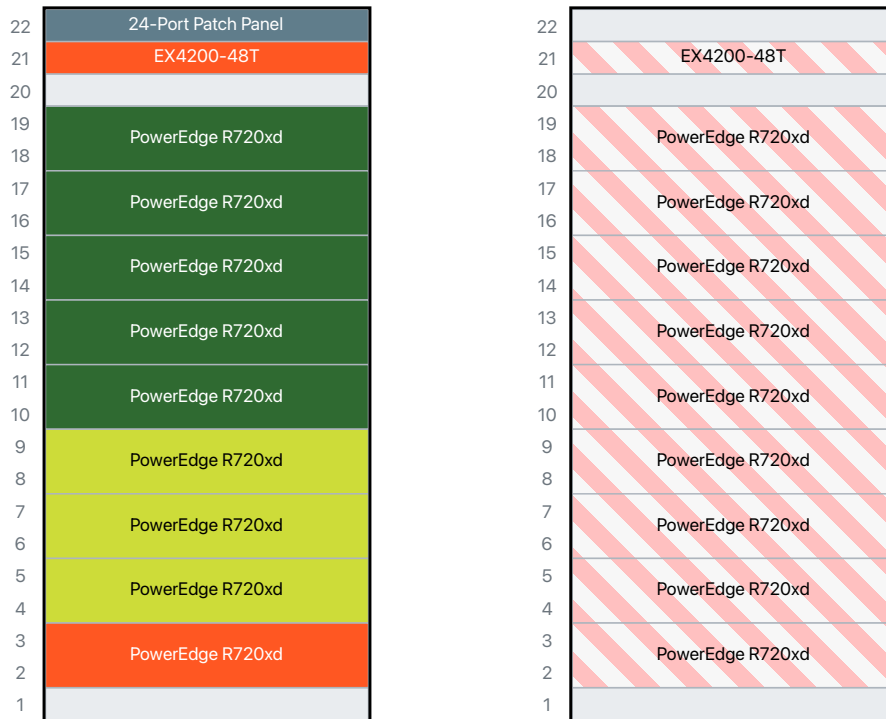 22 24-Port Patch Panel 22
21 EX4200-48T 21 EX4200-48T
20 20
19 19
PowerEdge R720xd PowerEdge R720xd
18 18
17 17
PowerEdge R720xd PowerEdge R720xd
16 16
15 15
PowerEdge R720xd PowerEdge R720xd
14 14
13 13
PowerEdge R720xd PowerEdge R720xd
12 12
11 11
PowerEdge R720xd PowerEdge R720xd
10 10
9 9
PowerEdge R720xd PowerEdge R720xd
8 8
7 7
PowerEdge R720xd PowerEdge R720xd
6 6
5 5
PowerEdge R720xd PowerEdge R720xd
4 4
3 3
PowerEdge R720xd PowerEdge R720xd
2 2
1 1